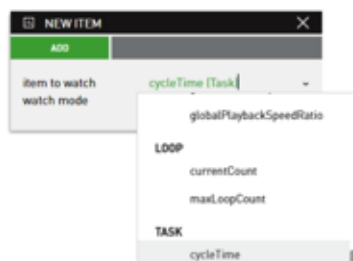 NEW ITEM
ADD
item to watch
cycleTime [Task]
watch mode
globalPlaybackSpeedRatio
LOOP
currentCount
maxLoopCount
TASK
cycleTime